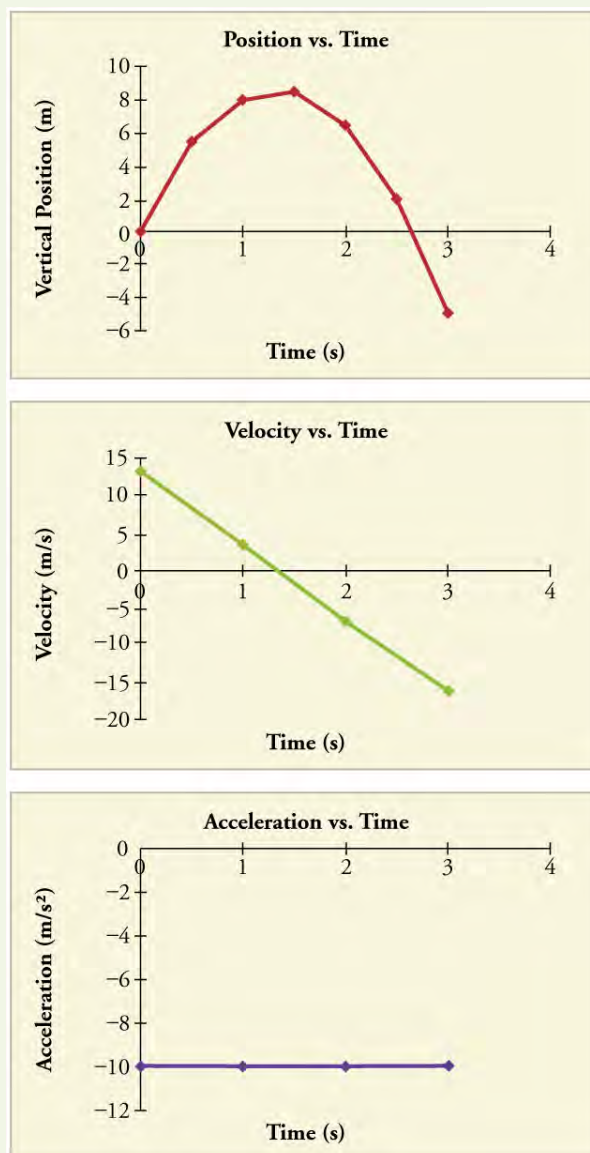 Position vs. Time
Vertical Position (m)
10
8
6
4
2
0
−2
−4
−6
0 1 2 3 4
Time (s)
Velocity vs. Time
Velocity (m/s)
15
10
5
0
−5
−10
−15
−20
0 1 2 3 4
Time (s)
Acceleration vs. Time
Acceleration (m/s²)
0
−2
−4
−6
−8
−10
−12
0 1 2 3 4
Time (s)